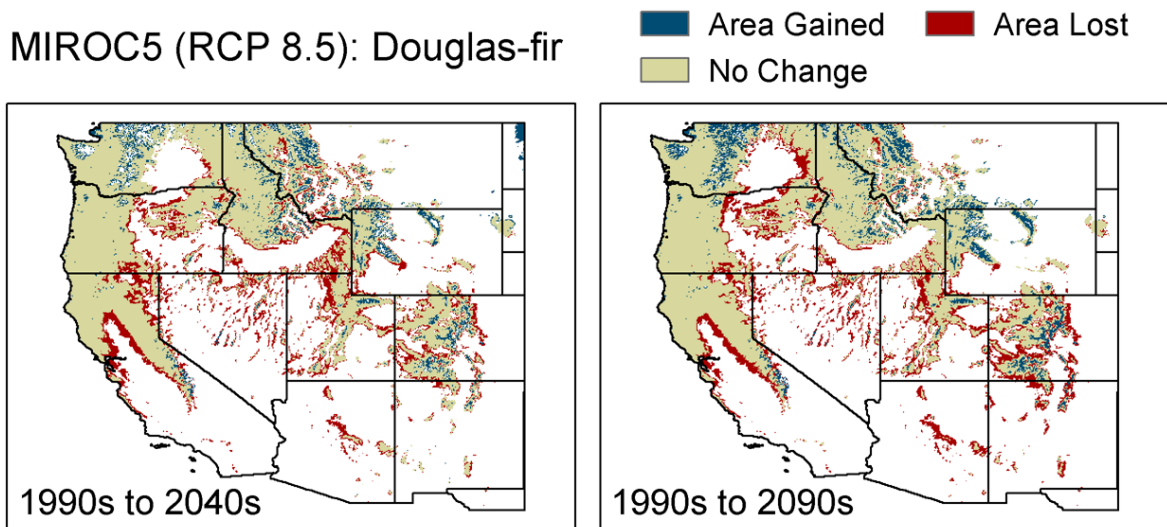 MIROC5 (RCP 8.5): Douglas-fir
Area Gained
Area Lost
No Change
1990s to 2040s
1990s to 2090s